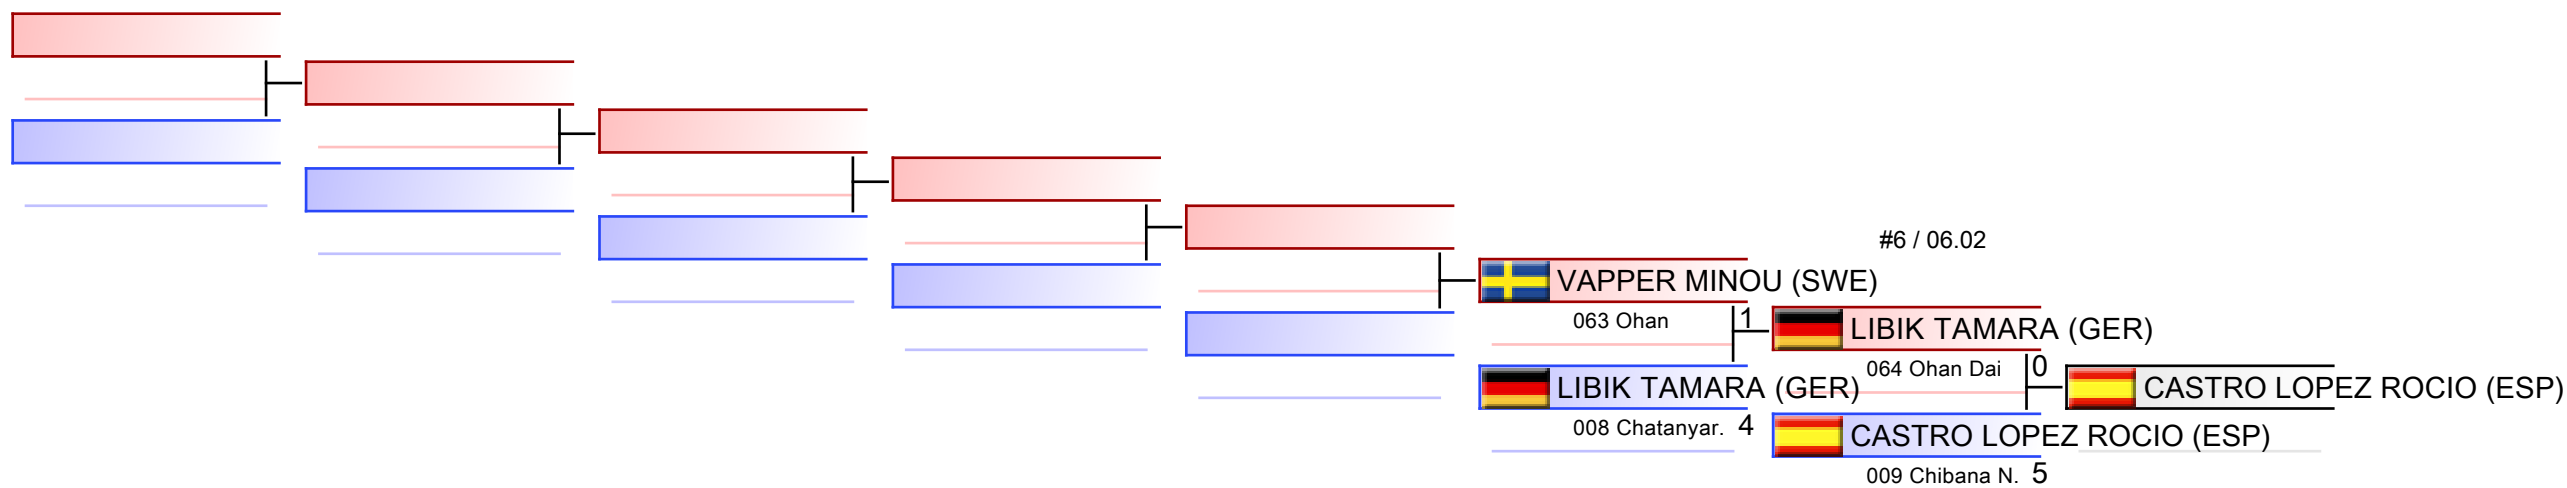 #6 / 06.02
VAPPER MINOU (SWE)
063 Ohan
1
LIBIK TAMARA (GER)
064 Ohan Dai
0
LIBIK TAMARA (GER)
008 Chatanyar. 4
CASTRO LOPEZ ROCIO (ESP)
CASTRO LOPEZ ROCIO (ESP)
009 Chibana N. 5